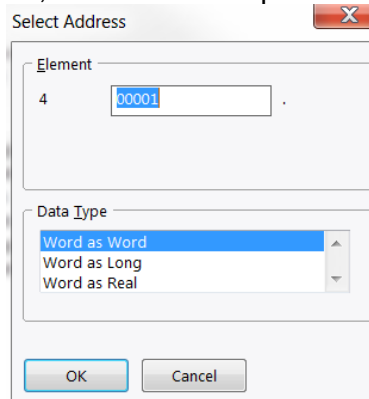 Select Address
X
Element
4 00001 .
Data Type
Word as Word
Word as Long
Word as Real
OK Cancel